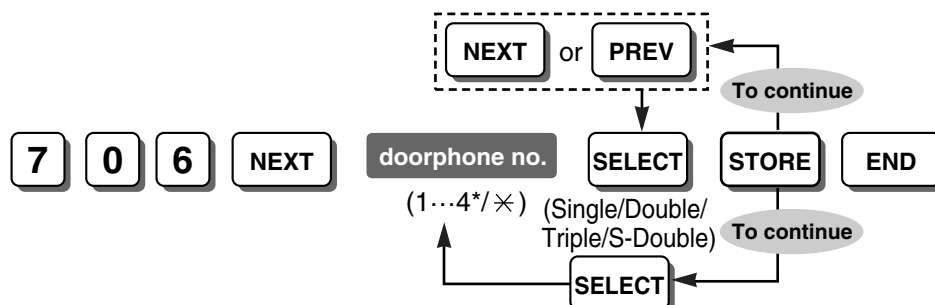 NEXT or PREV
To continue
7 0 6 NEXT doorphone no. SELECT STORE END
(1···4*/✳) (Single/Double/
Triple/S-Double)
To continue
SELECT